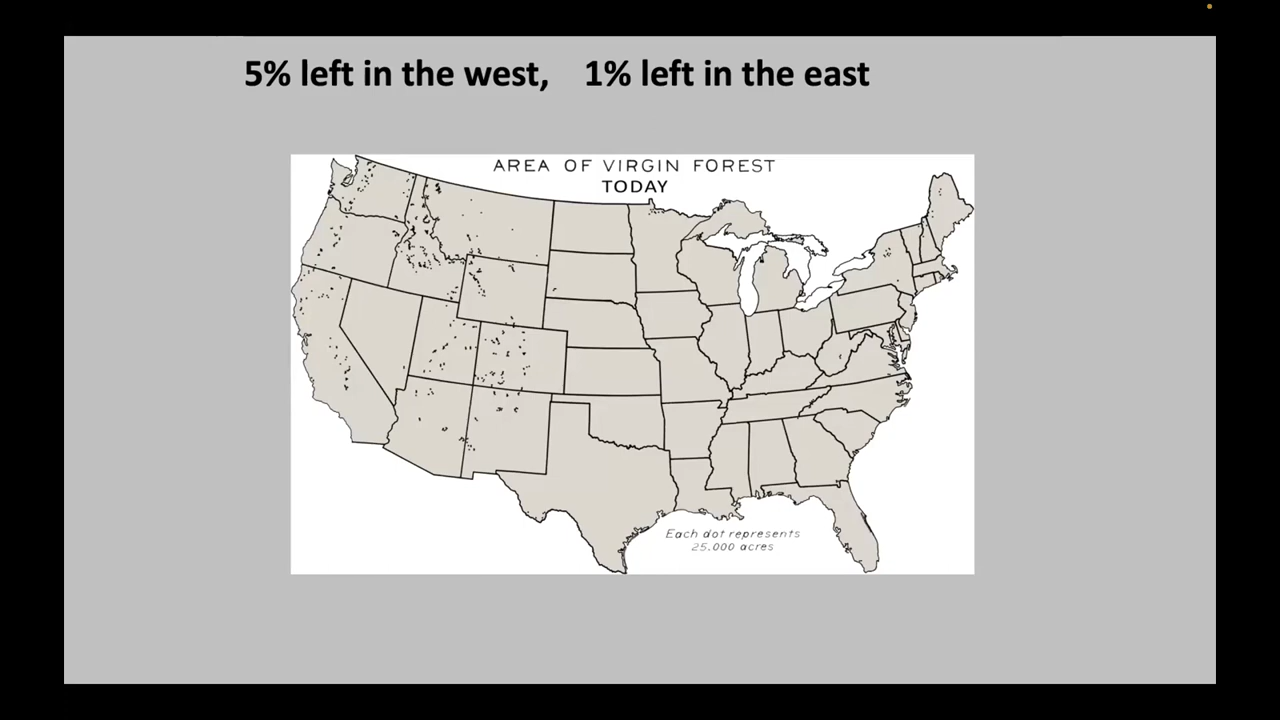 5% left in the west, 1% left in the east
AREA OF VIRGIN FOREST
TODAY
Each dot represents
25.000 acres